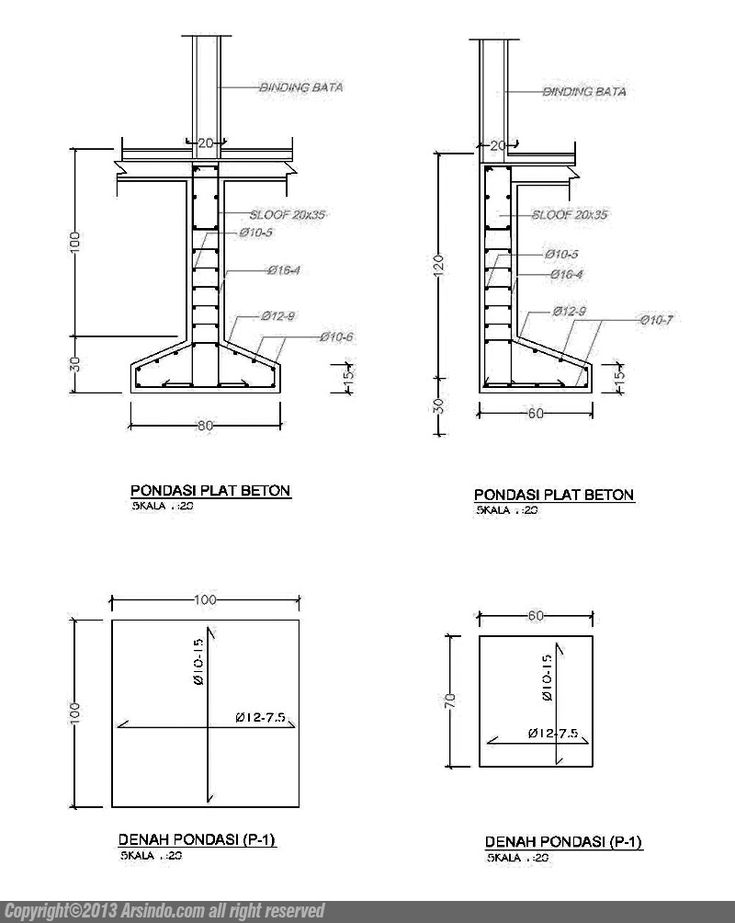 DINDING BATA
20
SLOOF 20x35
Ø10-5
Ø16-4
Ø12-9
Ø10-6
100
30
15
80
PONDASI PLAT BETON
SKALA 1:20
DINDING BATA
20
SLOOF 20x35
Ø10-5
Ø16-4
Ø12-9
Ø10-7
120
30
15
60
PONDASI PLAT BETON
SKALA 1:20
100
100
Ø10-15
Ø12-7.5
DENAH PONDASI (P-1)
SKALA 1:20
60
70
Ø10-15
Ø12-7.5
DENAH PONDASI (P-1)
SKALA 1:20
Copyright©2013 Arsindo.com all right reserved